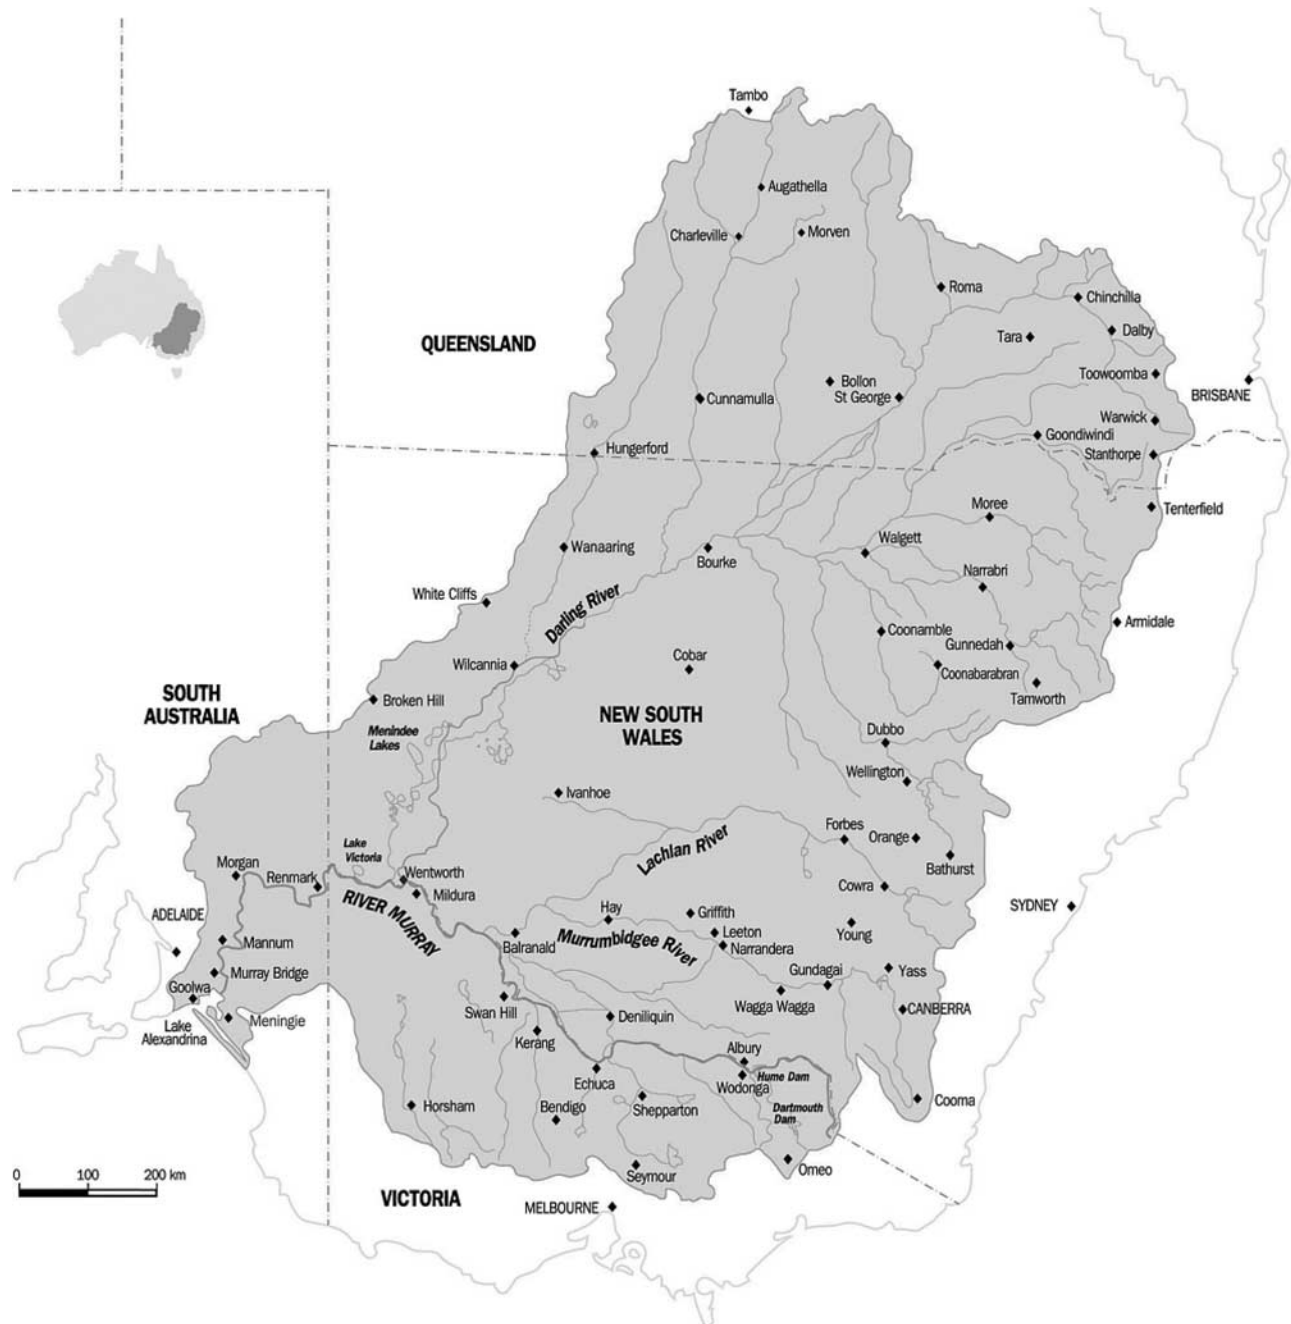 Tambo
Augathella
Charleville
Morven
Roma
Chinchilla
QUEENSLAND
Tara
Dalby
Toowoomba
Bollon
BRISBANE
Cunnamulla
St George
Warwick
Goondiwindi
Hungerford
Stanthorpe
Moree
Tenterfield
Wanaaring
Bourke
Walgett
Narrabri
White Cliffs
Darling River
Armidale
Coonamble
Gunnedah
Cobar
Wilcannia
Coonabarabran
SOUTH
AUSTRALIA
Broken Hill
Tamworth
NEW SOUTH
WALES
Menindee
Lakes
Dubbo
Wellington
Ivanhoe
Forbes
Orange
Lachlan River
Lake
Victoria
Morgan
Renmark
Wentworth
Mildura
Bathurst
Cowra
RIVER MURRAY
ADELAIDE
Hay
Griffith
SYDNEY
Mannum
Balranald
Murrumbidgee River
Leeton
Narrandera
Young
Murray Bridge
Gundagai
Yass
Goolwa
Swan Hill
Wagga Wagga
CANBERRA
Lake
Alexandrina
Meningie
Deniliquin
Kerang
Albury
Echuca
Wodonga
Hume Dam
Horsham
Bendigo
Shepparton
Dartmouth
Dam
Cooma
0 100 200 km
Seymour
Omeo
VICTORIA
MELBOURNE